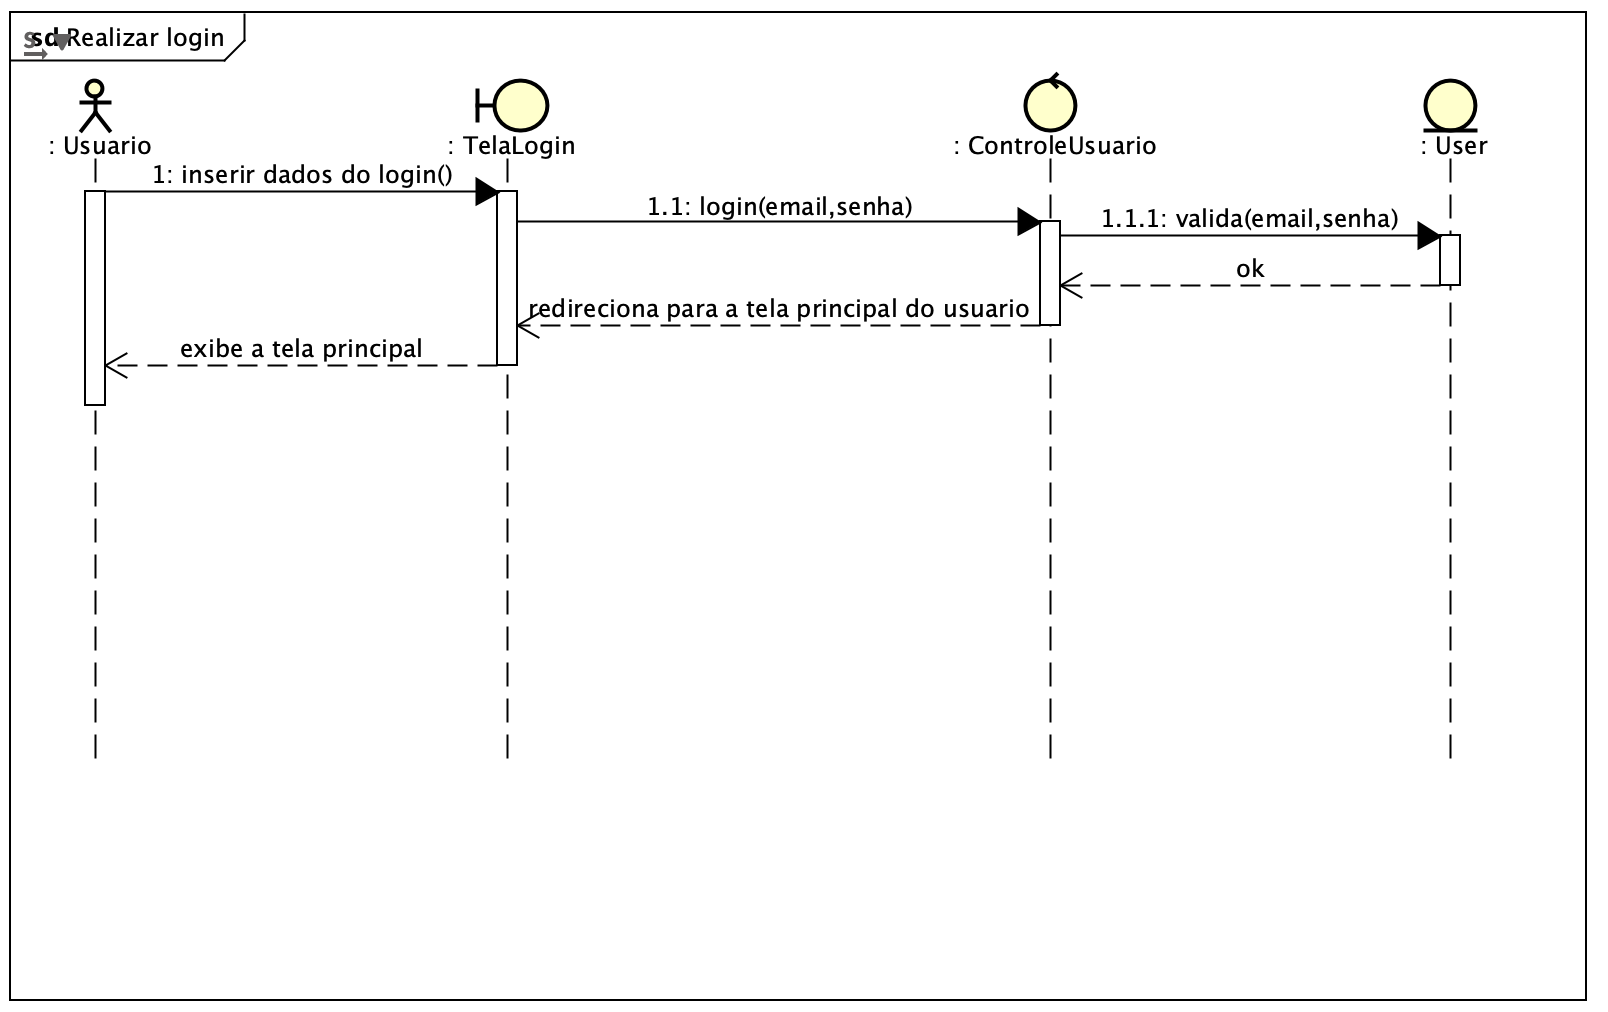 sd Realizar login
: Usuario
: TelaLogin
: ControleUsuario
: User
1: inserir dados do login()
1.1: login(email,senha)
1.1.1: valida(email,senha)
ok
redireciona para a tela principal do usuario
exibe a tela principal